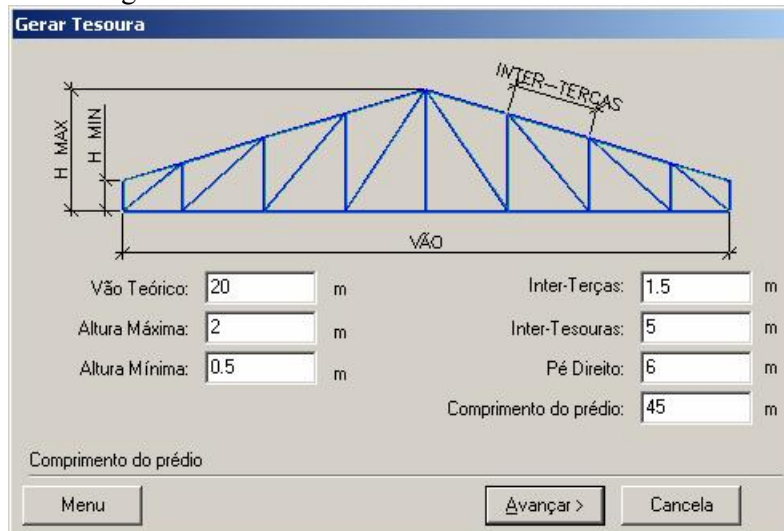 Gerar Tesoura
INTER-TERÇAS
H MAX
H MIN
VÃO
Vão Teórico: 20 m
Inter-Terças: 1.5 m
Altura Máxima: 2 m
Inter-Tesouras: 5 m
Altura Mínima: 0.5 m
Pé Direito: 6 m
Comprimento do prédio: 45 m
Comprimento do prédio
Menu
Avançar >
Cancela